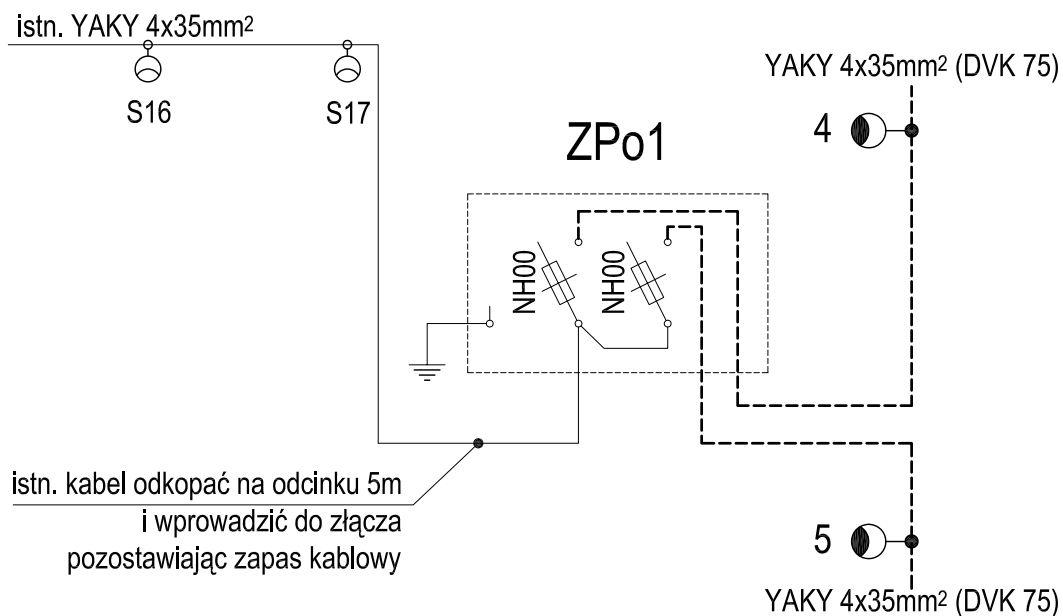 istn. YAKY 4x35mm²
S16
S17
YAKY 4x35mm² (DVK 75)
4
ZPo1
NH00
NH00
istn. kabel odkopać na odcinku 5m
i wprowadzić do złącza
pozostawiając zapas kablowy
5
YAKY 4x35mm² (DVK 75)